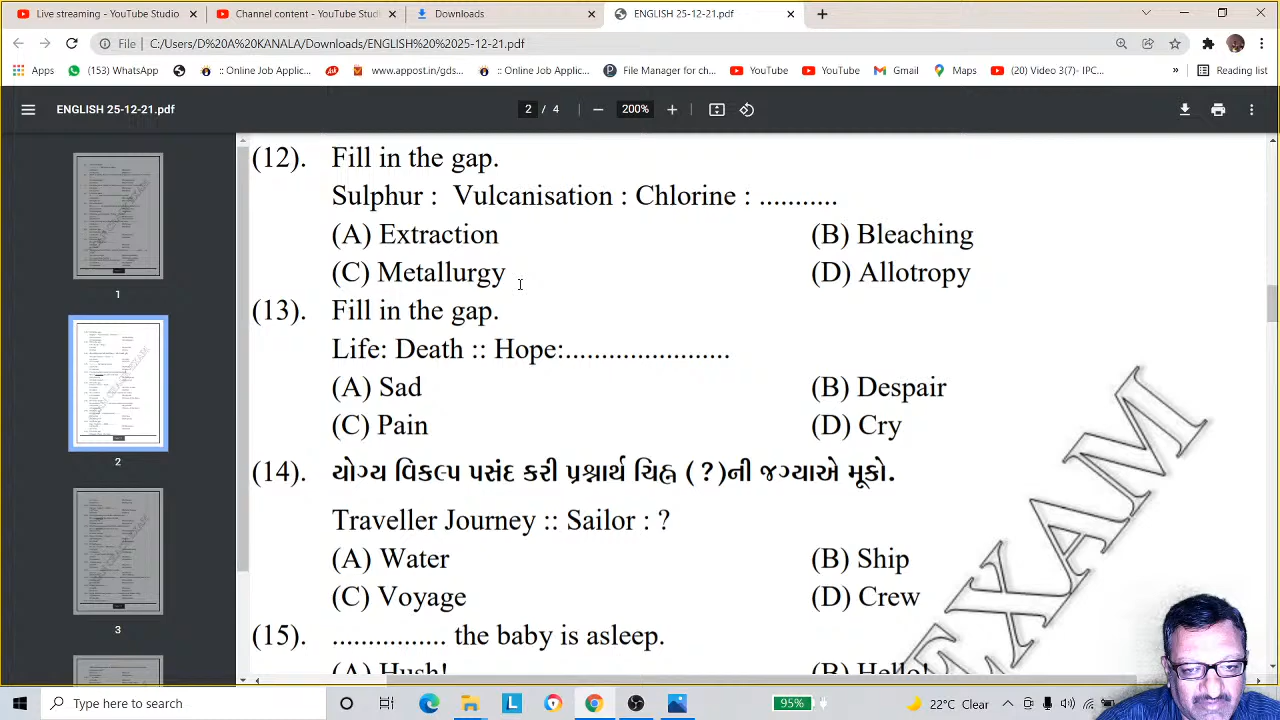 Live streaming - YouTube Studio
Channel content - YouTube Studi
Downloads
ENGLISH 25-12-21.pdf
File C:/Users/D%20A%20KANALA/Downloads/ENGLISH%20%2025-12-21.pdf
Apps (153) WhatsApp :: Online Job Applic... www.appost.in/gds... :: Online Job Applic... File Manager for ch... YouTube YouTube Gmail Maps (20) Video 3(7)- IPC... » Reading list
ENGLISH 25-12-21.pdf 2 / 4 200%
(12). Fill in the gap.
Sulphur : Vulcanisation : Chlorine : ...........
(A) Extraction (B) Bleaching
(C) Metallurgy (D) Allotropy
(13). Fill in the gap.
Life: Death :: Hope:.......................
(A) Sad (B) Despair
(C) Pain (D) Cry
(14). યોગ્ય વિકલ્પ પસંદ કરી પ્રશ્નાર્થ ચિહ્ન (?)ની જગ્યાએ મૂકો.
Traveller Journey :: Sailor : ?
(A) Water (B) Ship
(C) Voyage (D) Crew
(15). ................ the baby is asleep.
(A) Hush! (B) Hello!
EXAM
1
2
3
Type here to search
95%
22°C Clear
ENG